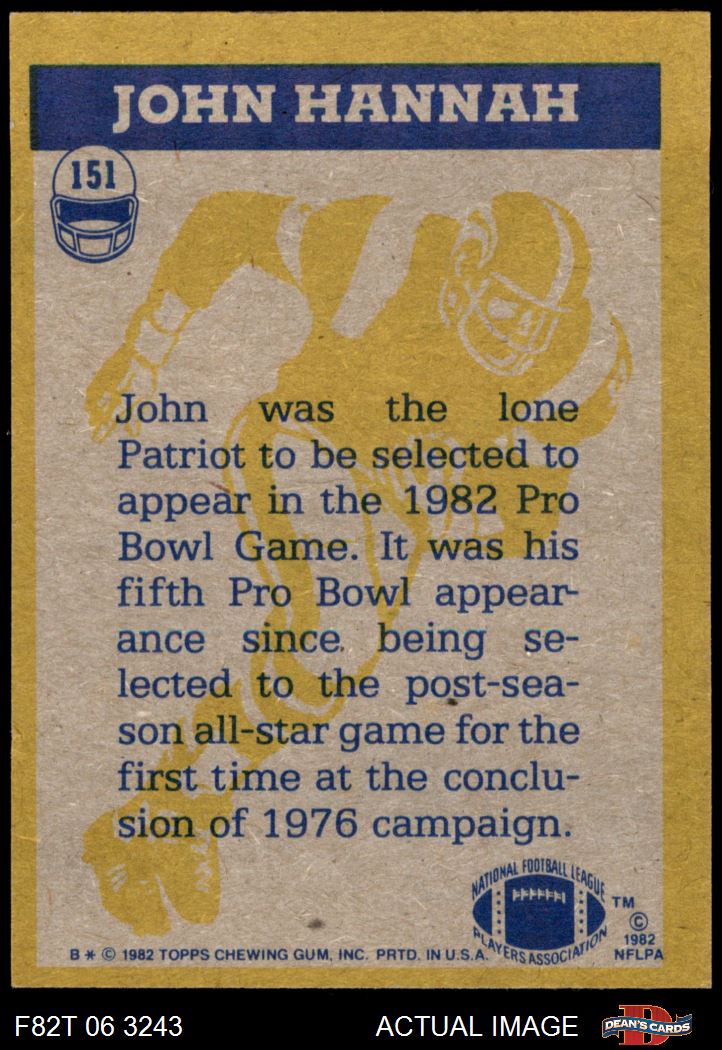 JOHN HANNAH
151
John was the lone
Patriot to be selected to
appear in the 1982 Pro
Bowl Game. It was his
fifth Pro Bowl appear-
ance since being se-
lected to the post-sea-
son all-star game for the
first time at the conclu-
sion of 1976 campaign.
NATIONAL FOOTBALL LEAGUE
PLAYERS ASSOCIATION
TM
©
1982
NFLPA
B * © 1982 TOPPS CHEWING GUM, INC. PRTD. IN U.S.A.
F82T 06 3243
ACTUAL IMAGE
D
DEAN'S CARDS